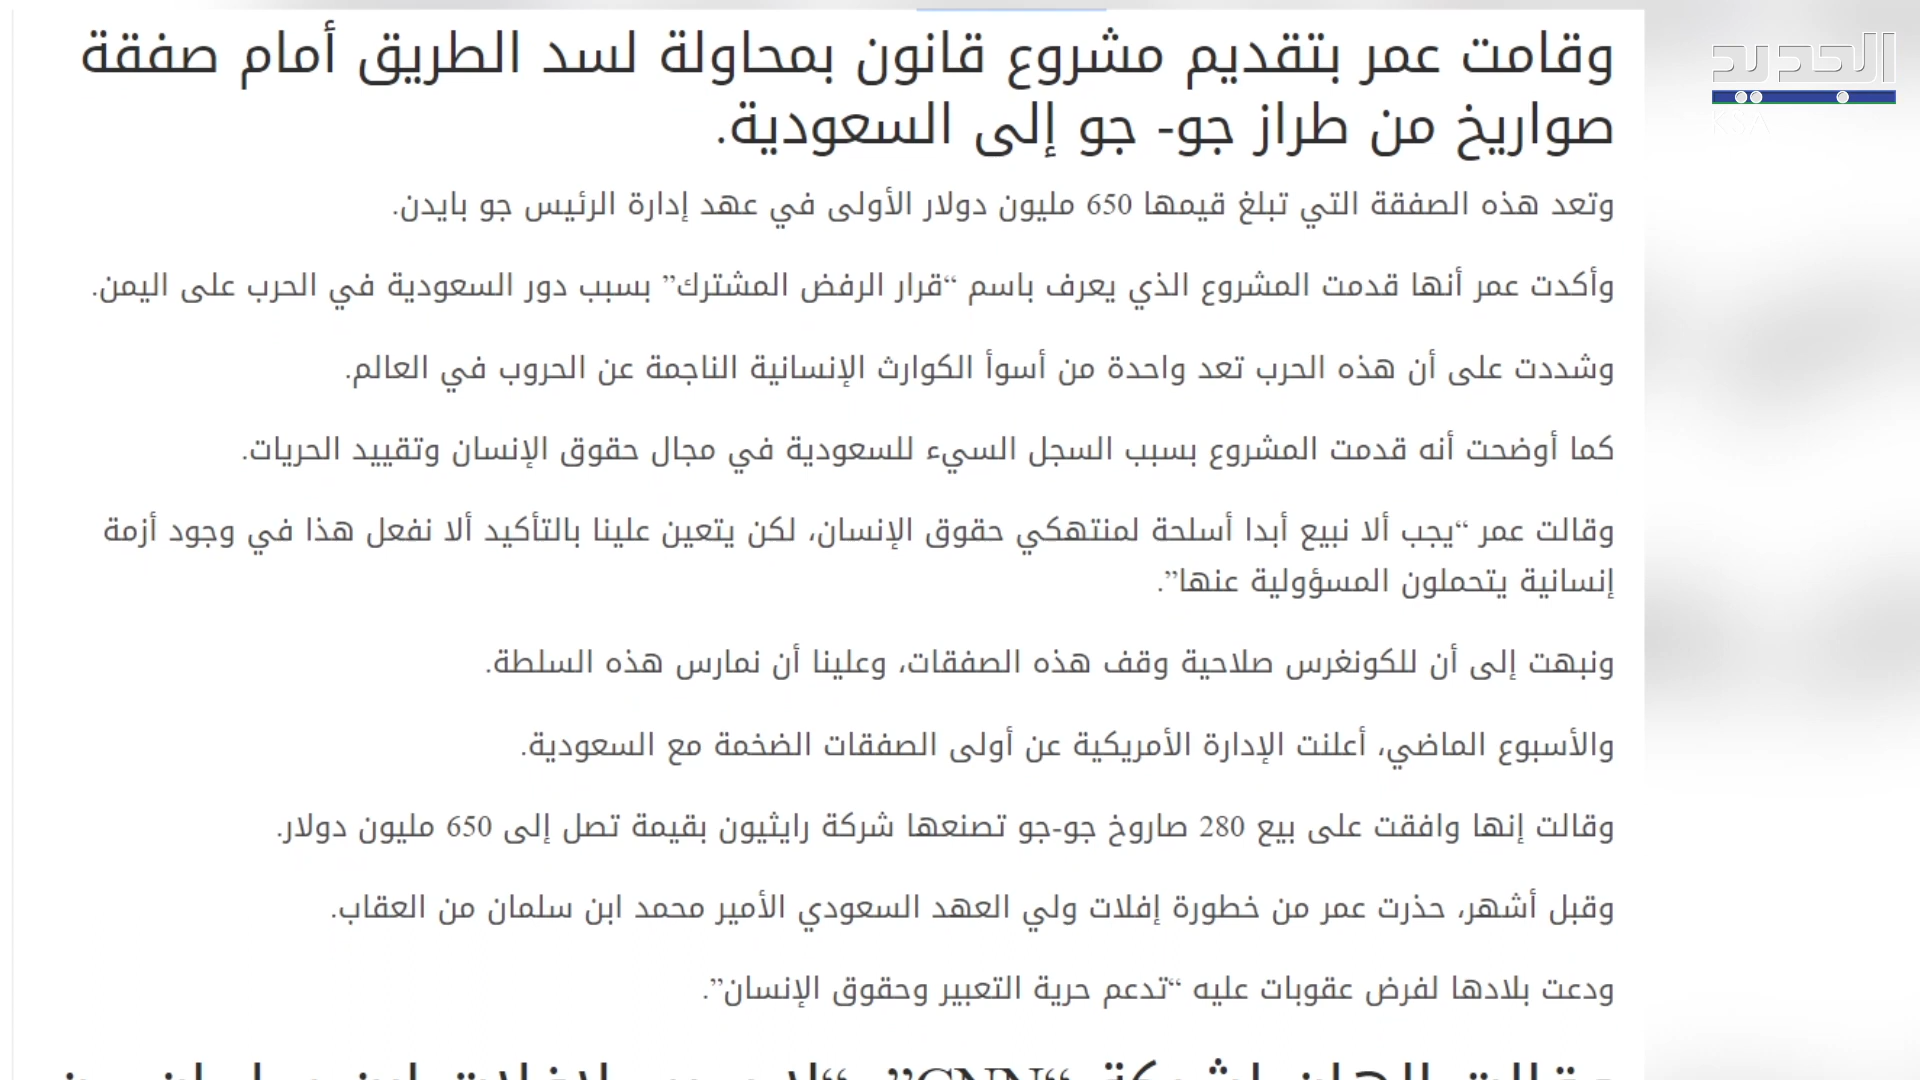 الجديد
KSA
وقامت عمر بتقديم مشروع قانون بمحاولة لسد الطريق أمام صفقة
صواريخ من طراز جو- جو إلى السعودية.
وتعد هذه الصفقة التي تبلغ قيمها 650 مليون دولار الأولى في عهد إدارة الرئيس جو بايدن.
وأكدت عمر أنها قدمت المشروع الذي يعرف باسم “قرار الرفض المشترك” بسبب دور السعودية في الحرب على اليمن.
وشددت على أن هذه الحرب تعد واحدة من أسوأ الكوارث الإنسانية الناجمة عن الحروب في العالم.
كما أوضحت أنه قدمت المشروع بسبب السجل السيء للسعودية في مجال حقوق الإنسان وتقييد الحريات.
وقالت عمر “يجب ألا نبيع أبدا أسلحة لمنتهكي حقوق الإنسان، لكن يتعين علينا بالتأكيد ألا نفعل هذا في وجود أزمة
إنسانية يتحملون المسؤولية عنها”.
ونبهت إلى أن للكونغرس صلاحية وقف هذه الصفقات، وعلينا أن نمارس هذه السلطة.
والأسبوع الماضي، أعلنت الإدارة الأمريكية عن أولى الصفقات الضخمة مع السعودية.
وقالت إنها وافقت على بيع 280 صاروخ جو-جو تصنعها شركة رايثيون بقيمة تصل إلى 650 مليون دولار.
وقبل أشهر، حذرت عمر من خطورة إفلات ولي العهد السعودي الأمير محمد ابن سلمان من العقاب.
ودعت بلادها لفرض عقوبات عليه “تدعم حرية التعبير وحقوق الإنسان”.